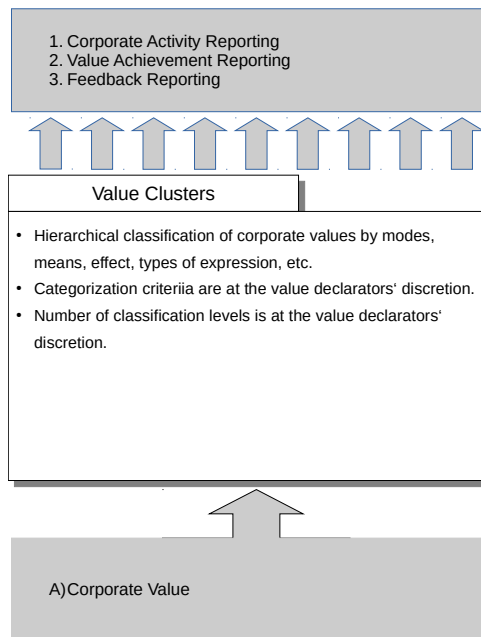 1. Corporate Activity Reporting
2. Value Achievement Reporting
3. Feedback Reporting
Value Clusters
• Hierarchical classification of corporate values by modes,
means, effect, types of expression, etc.
• Categorization criteriia are at the value declarators‘ discretion.
• Number of classification levels is at the value declarators‘
discretion.
A)Corporate Value